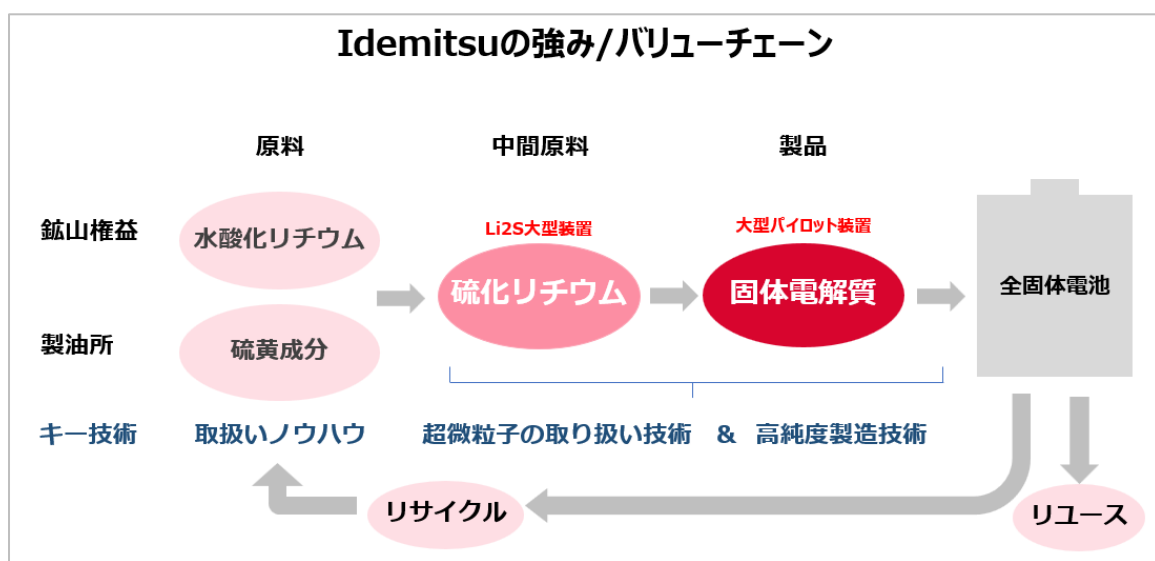 Idemitsuの強み/バリューチェーン
原料
中間原料
製品
鉱山権益
水酸化リチウム
Li2S大型装置
硫化リチウム
大型パイロット装置
固体電解質
全固体電池
製油所
硫黄成分
キー技術
取扱いノウハウ
超微粒子の取り扱い技術 & 高純度製造技術
リサイクル
リユース